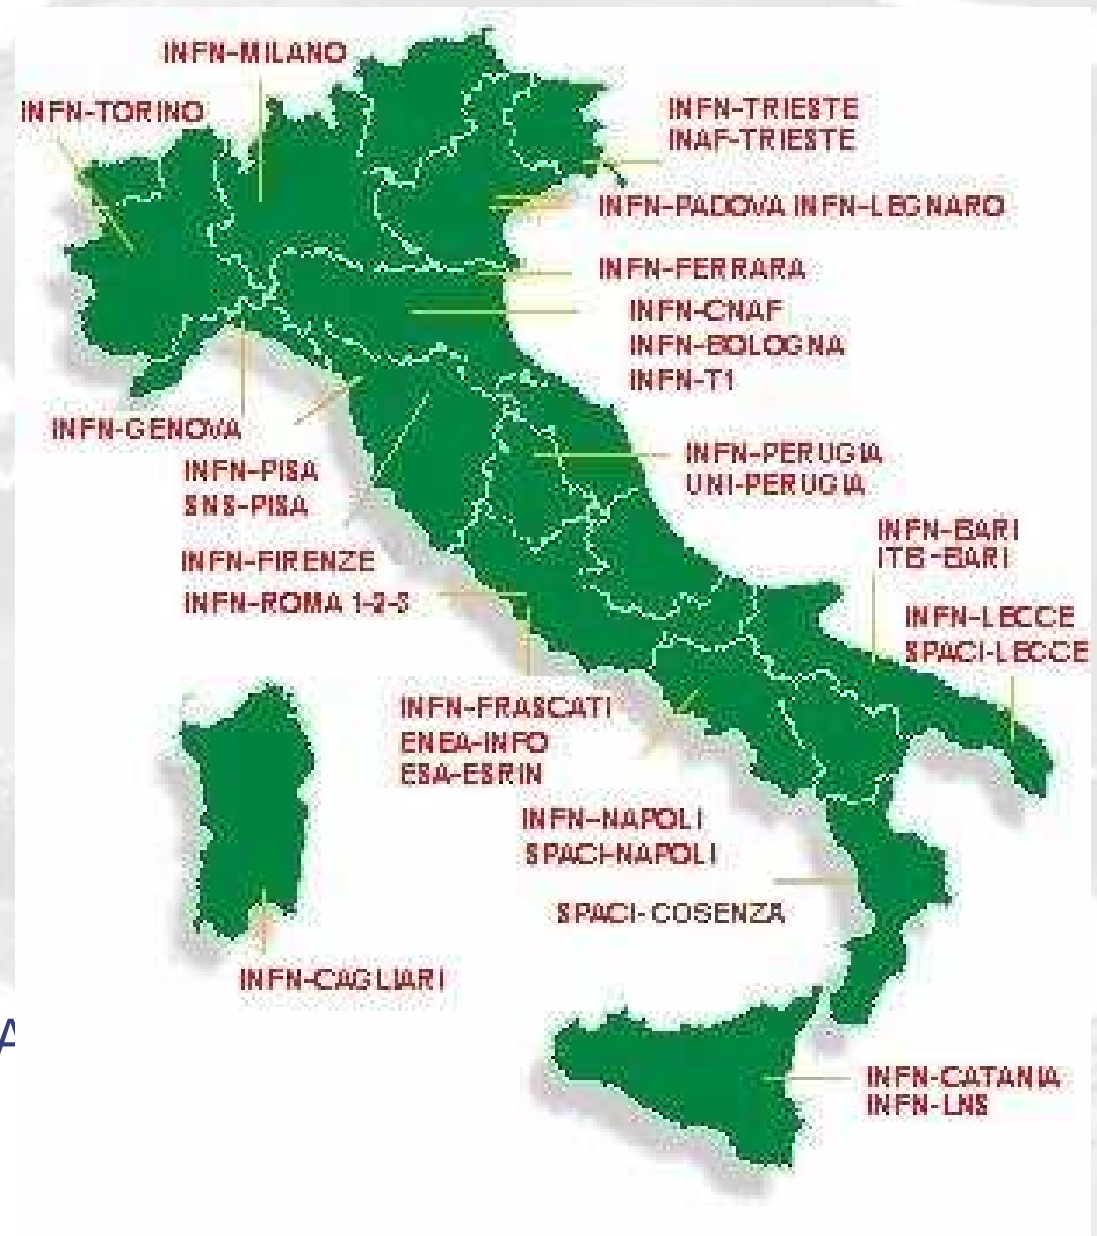 INFN-MILANO
INFN-TORINO
INFN-TRIESTE
INAF-TRIESTE
INFN-PADOVA INFN-LEGNARO
INFN-FERRARA
INFN-CNAF
INFN-BOLOGNA
INFN-T1
INFN-GENOVA
INFN-PISA
SNS-PISA
INFN-PERUGIA
UNI-PERUGIA
INFN-BARI
ITB-BARI
INFN-FIRENZE
INFN-ROMA 1-2-3
INFN-LECCE
SPACI-LECCE
INFN-FRASCATI
ENEA-INFO
ESA-ESRIN
INFN-NAPOLI
SPACI-NAPOLI
SPACI-COSENZA
INFN-CAGLIARI
A
INFN-CATANIA
INFN-LNS